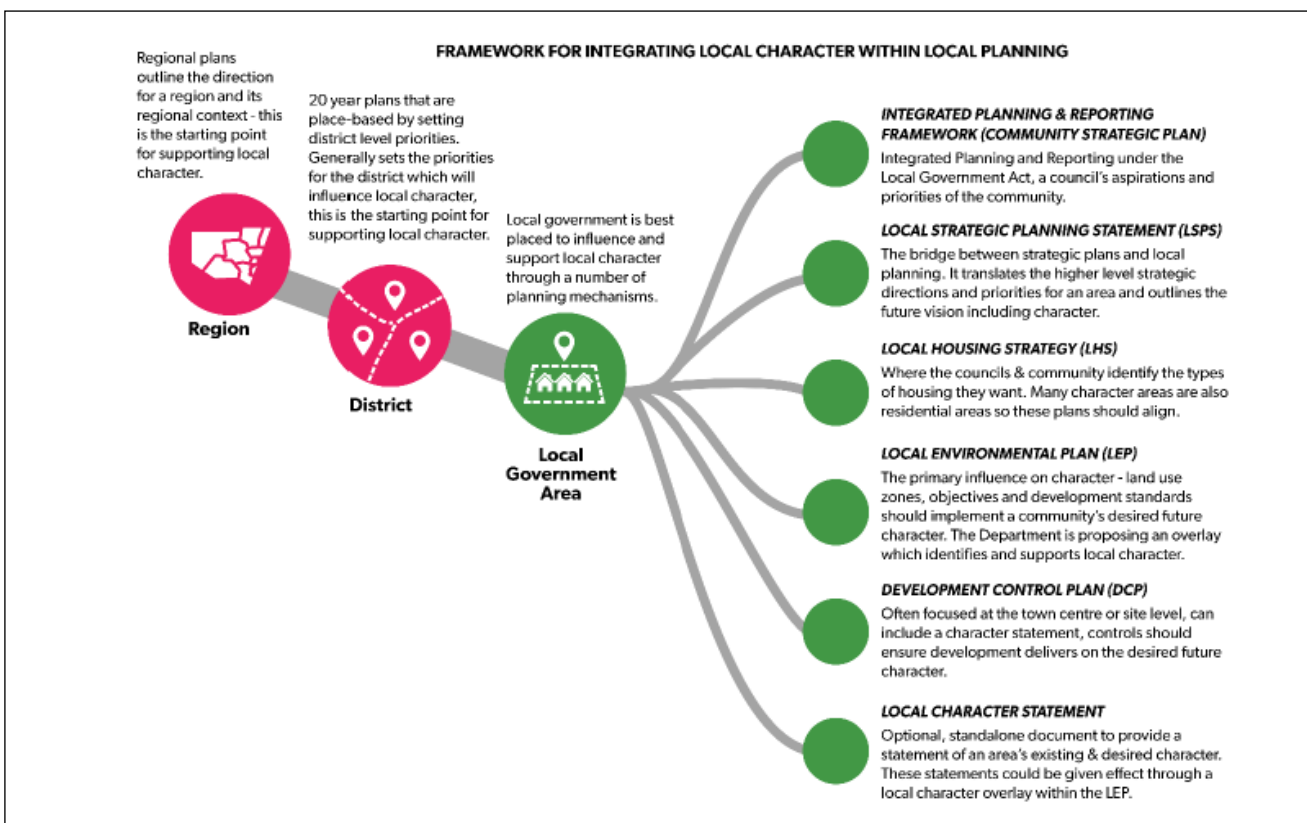 FRAMEWORK FOR INTEGRATING LOCAL CHARACTER WITHIN LOCAL PLANNING
Regional plans
outline the direction
for a region and its
regional context - this
is the starting point
for supporting local
character.
Region
20 year plans that are
place-based by setting
district level priorities.
Generally sets the priorities
for the district which will
influence local character,
this is the starting point for
supporting local character.
District
Local government is best
placed to influence and
support local character
through a number of
planning mechanisms.
Local
Government
Area
INTEGRATED PLANNING & REPORTING
FRAMEWORK (COMMUNITY STRATEGIC PLAN)
Integrated Planning and Reporting under the
Local Government Act, a council's aspirations and
priorities of the community.
LOCAL STRATEGIC PLANNING STATEMENT (LSPS)
The bridge between strategic plans and local
planning. It translates the higher level strategic
directions and priorities for an area and outlines the
future vision including character.
LOCAL HOUSING STRATEGY (LHS)
Where the councils & community identify the types
of housing they want. Many character areas are also
residential areas so these plans should align.
LOCAL ENVIRONMENTAL PLAN (LEP)
The primary influence on character - land use
zones, objectives and development standards
should implement a community's desired future
character. The Department is proposing an overlay
which identifies and supports local character.
DEVELOPMENT CONTROL PLAN (DCP)
Often focused at the town centre or site level, can
include a character statement, controls should
ensure development delivers on the desired future
character.
LOCAL CHARACTER STATEMENT
Optional, standalone document to provide a
statement of an area's existing & desired character.
These statements could be given effect through a
local character overlay within the LEP.